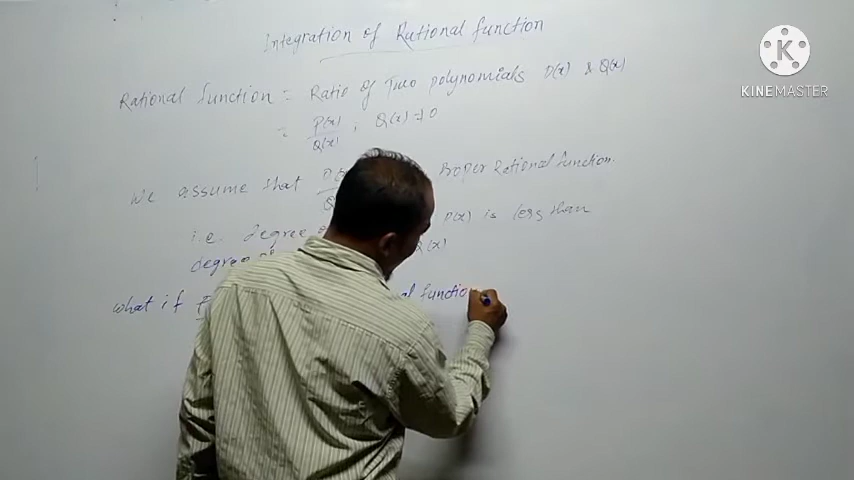 Integration of Rational function
KINEMASTER
Rational function = Ratio of Two polynomials P(x) & Q(x)
= P(x)/Q(x), Q(x) ≠ 0
We assume that Proper Rational function.
i.e. degree P(x) is less than
degree Q(x)
What if function